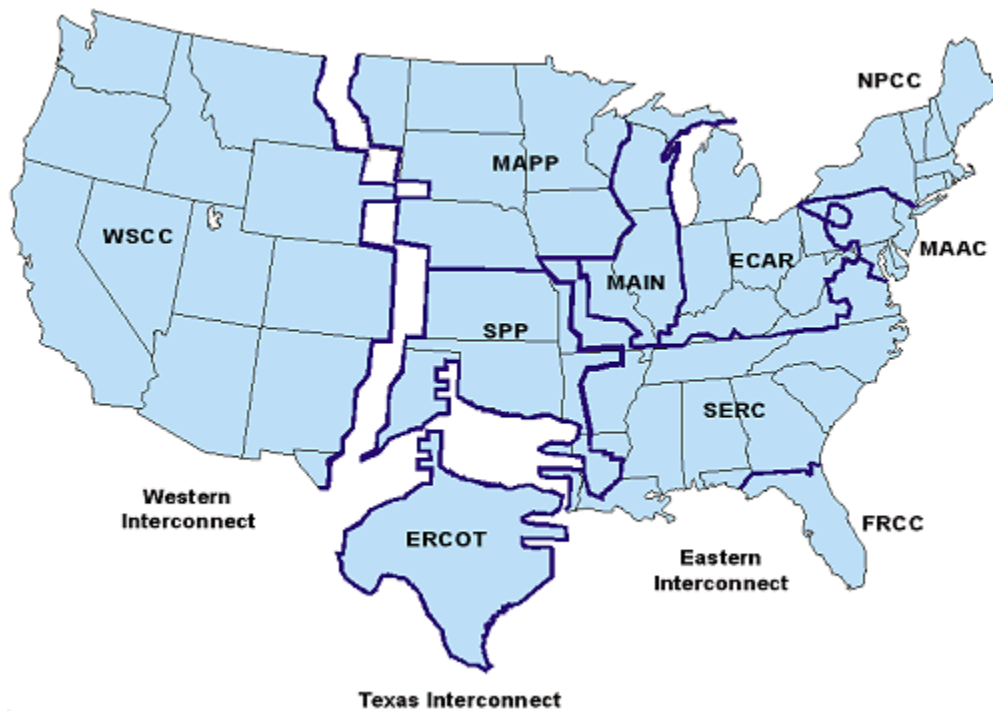 NPCC
MAPP
WSCC
MAAC
ECAR
MAIN
SPP
SERC
Western
Interconnect
FRCC
ERCOT
Eastern
Interconnect
Texas Interconnect